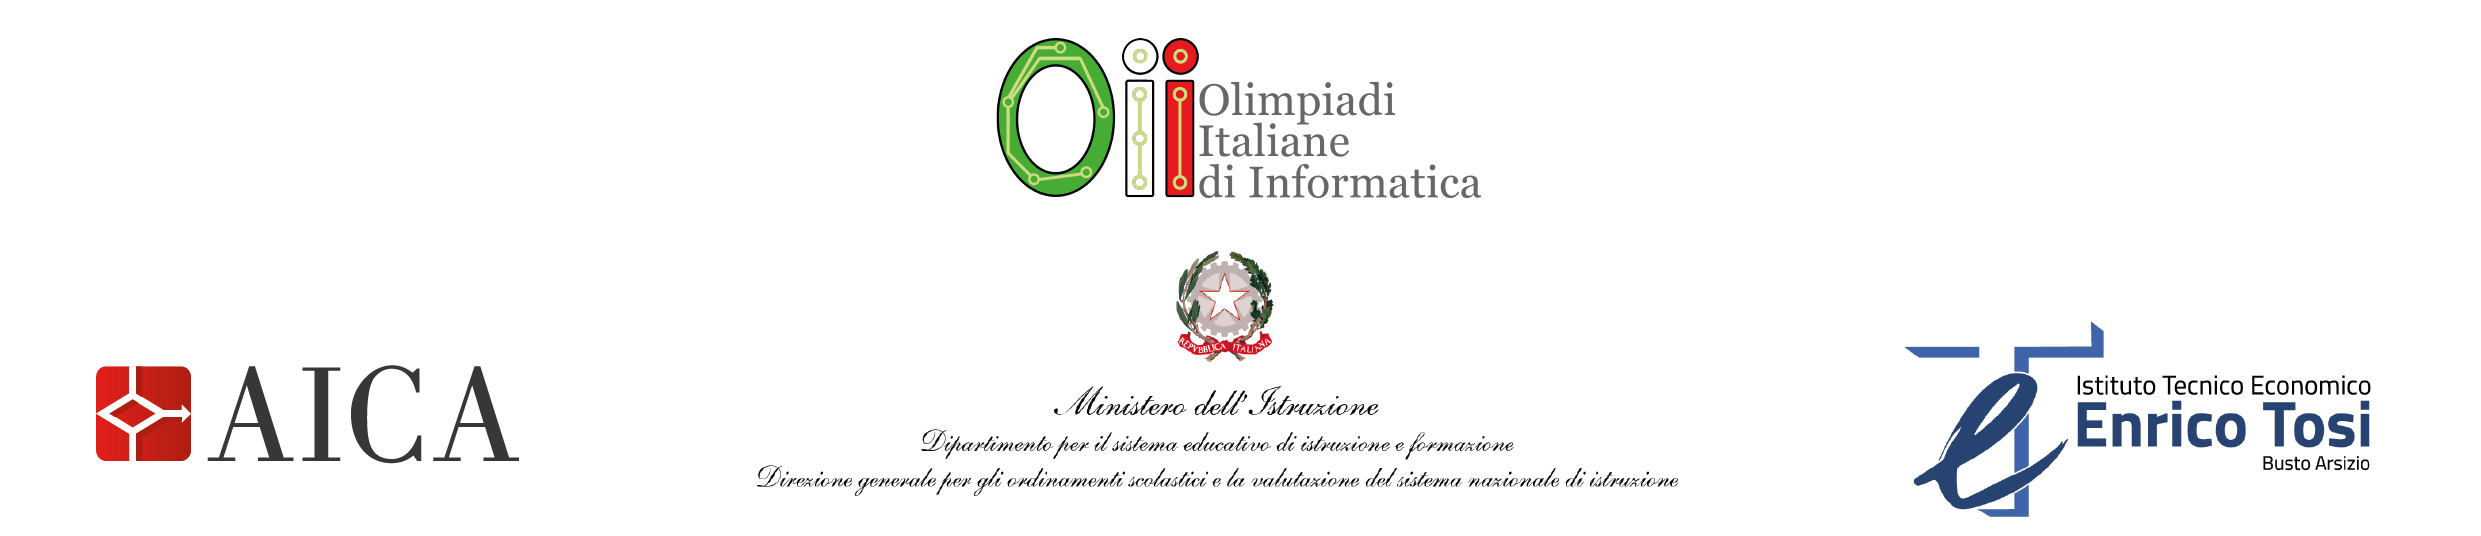 Oii
Olimpiadi
Italiane
di Informatica
REPVBBLICA ITALIANA
Ministero dell'Istruzione
Dipartimento per il sistema educativo di istruzione e formazione
Direzione generale per gli ordinamenti scolastici e la valutazione del sistema nazionale di istruzione
AICA
Istituto Tecnico Economico
Enrico Tosi
Busto Arsizio